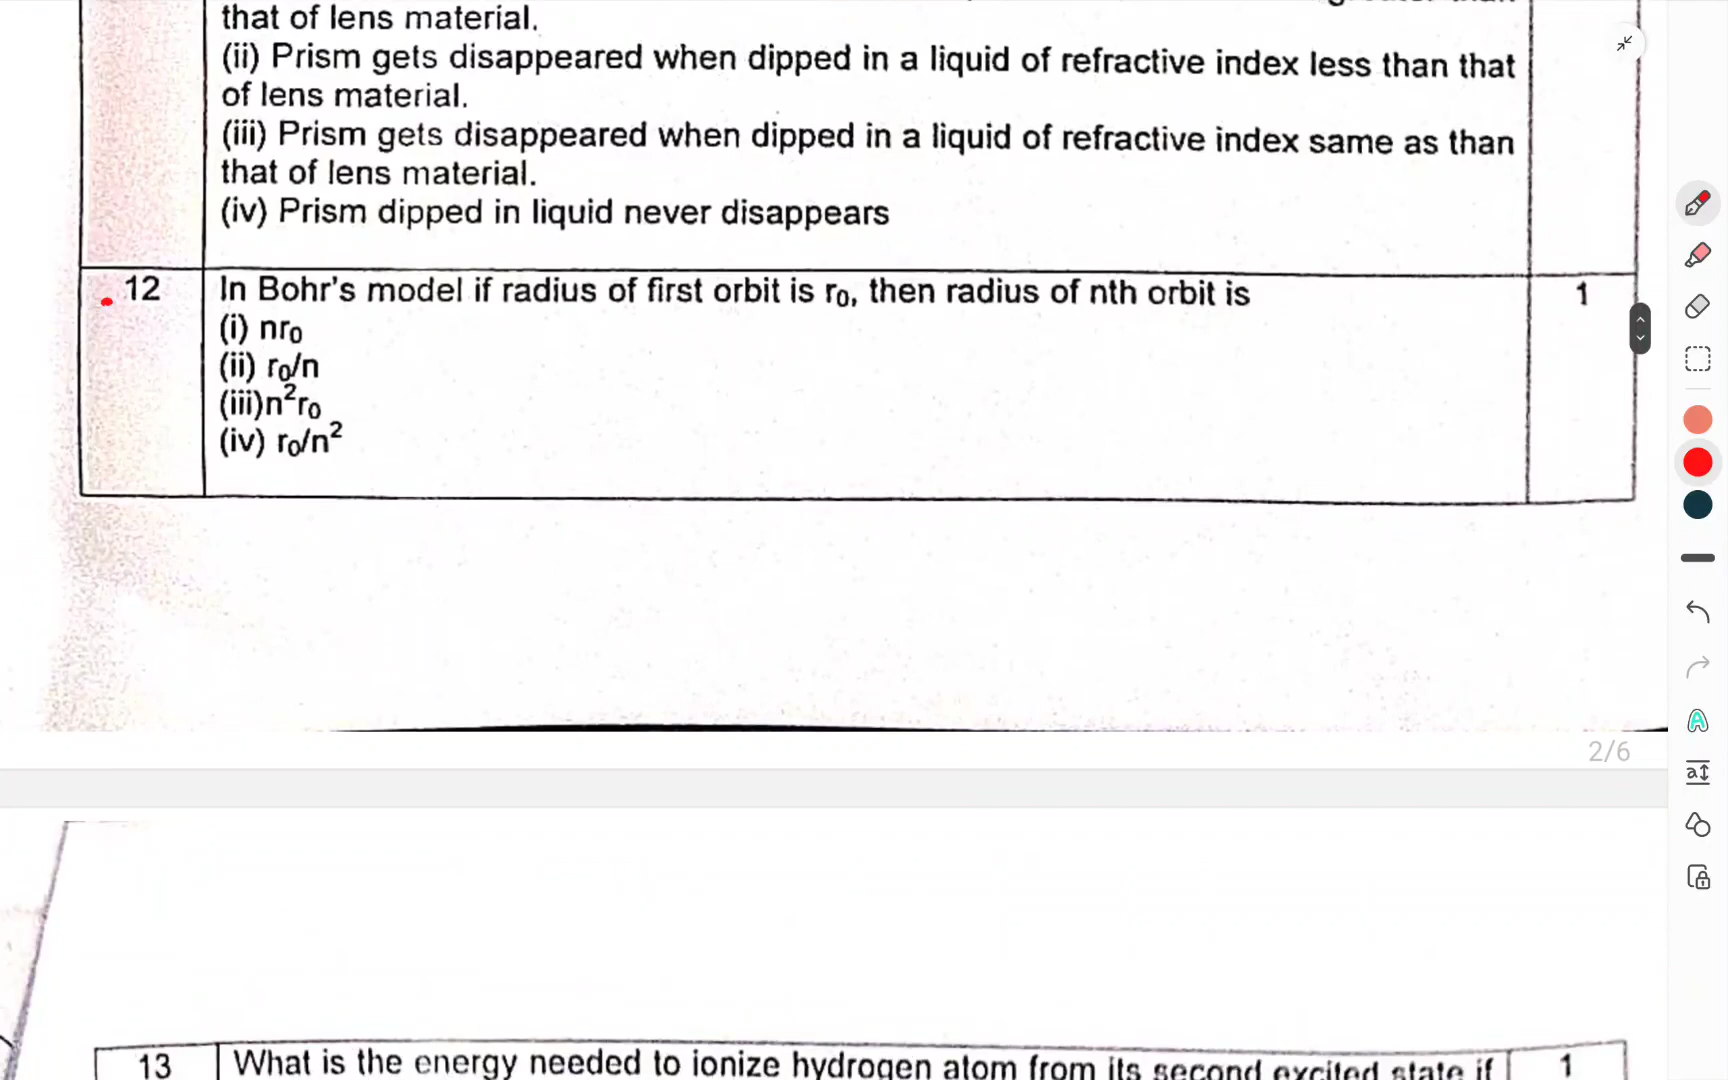 that of lens material.
(ii) Prism gets disappeared when dipped in a liquid of refractive index less than that
of lens material.
(iii) Prism gets disappeared when dipped in a liquid of refractive index same as than
that of lens material.
(iv) Prism dipped in liquid never disappears
12 In Bohr's model if radius of first orbit is r₀, then radius of nth orbit is 1
(i) nr₀
(ii) r₀/n
(iii)n²r₀
(iv) r₀/n²
2/6
13 What is the energy needed to ionize hydrogen atom from its second excited state if 1